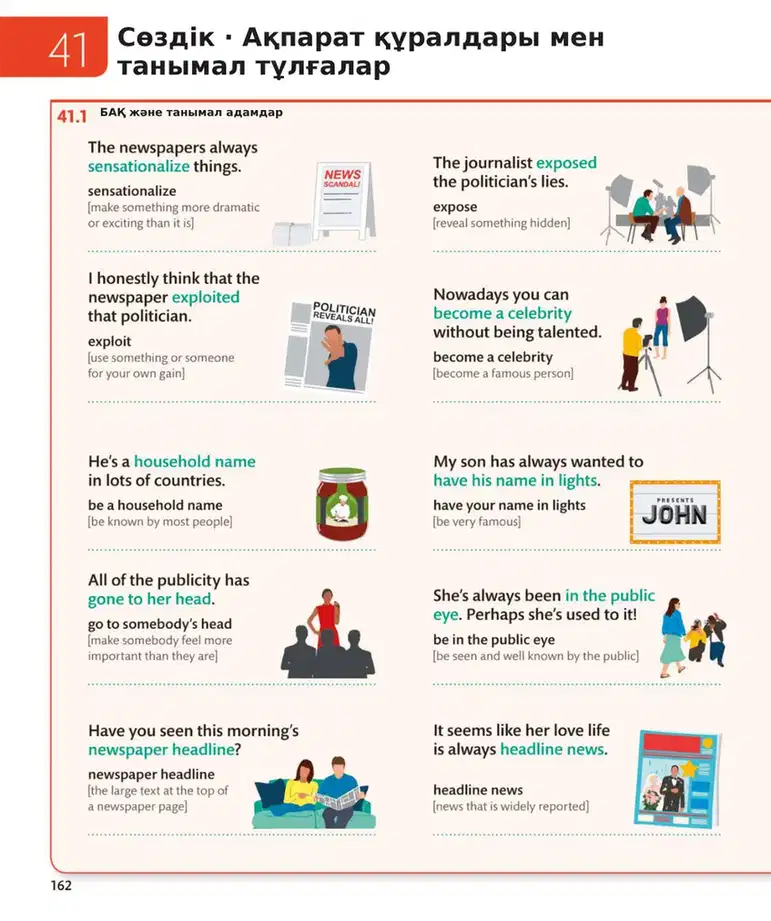 41
Сөздік · Ақпарат құралдары мен
танымал тұлғалар
41.1 БАҚ және танымал адамдар
The newspapers always
sensationalize things.
sensationalize
[make something more dramatic
or exciting than it is]
NEWS
SCANDAL!
The journalist exposed
the politician's lies.
expose
[reveal something hidden]
I honestly think that the
newspaper exploited
that politician.
exploit
[use something or someone
for your own gain]
POLITICIAN
REVEALS ALL!
Nowadays you can
become a celebrity
without being talented.
become a celebrity
[become a famous person]
He's a household name
in lots of countries.
be a household name
[be known by most people]
My son has always wanted to
have his name in lights.
have your name in lights
[be very famous]
PRESENTS
JOHN
All of the publicity has
gone to her head.
go to somebody's head
[make somebody feel more
important than they are]
She's always been in the public
eye. Perhaps she's used to it!
be in the public eye
[be seen and well known by the public]
Have you seen this morning's
newspaper headline?
newspaper headline
[the large text at the top of
a newspaper page]
It seems like her love life
is always headline news.
headline news
[news that is widely reported]
162